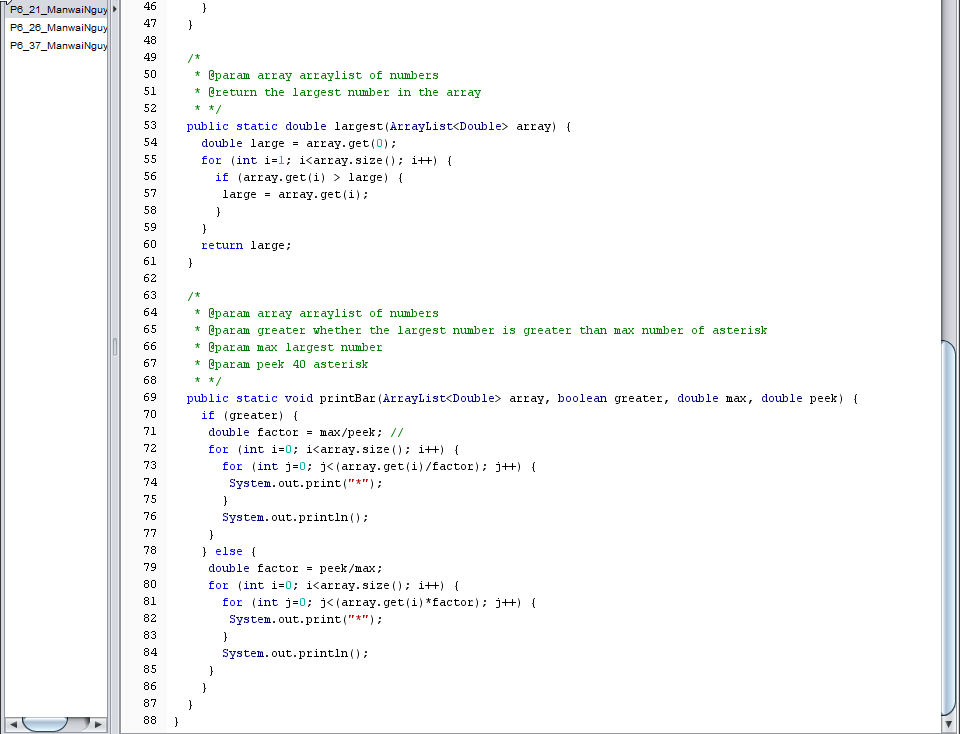 P6_21_ManwaiNguy
P6_26_ManwaiNguy
P6_37_ManwaiNguy
46     }
47   }
48
49   /*
50    * @param array arraylist of numbers
51    * @return the largest number in the array
52    * */
53   public static double largest(ArrayList<Double> array) {
54     double large = array.get(0);
55     for (int i=1; i<array.size(); i++) {
56       if (array.get(i) > large) {
57        large = array.get(i);
58       }
59     }
60     return large;
61   }
62
63   /*
64    * @param array arraylist of numbers
65    * @param greater whether the largest number is greater than max number of asterisk
66    * @param max largest number
67    * @param peek 40 asterisk
68    * */
69   public static void printBar(ArrayList<Double> array, boolean greater, double max, double peek) {
70     if (greater) {
71      double factor = max/peek; //
72      for (int i=0; i<array.size(); i++) {
73        for (int j=0; j<(array.get(i)/factor); j++) {
74         System.out.print("*");
75        }
76        System.out.println();
77      }
78     } else {
79      double factor = peek/max;
80      for (int i=0; i<array.size(); i++) {
81        for (int j=0; j<(array.get(i)*factor); j++) {
82         System.out.print("*");
83        }
84        System.out.println();
85      }
86     }
87   }
88 }